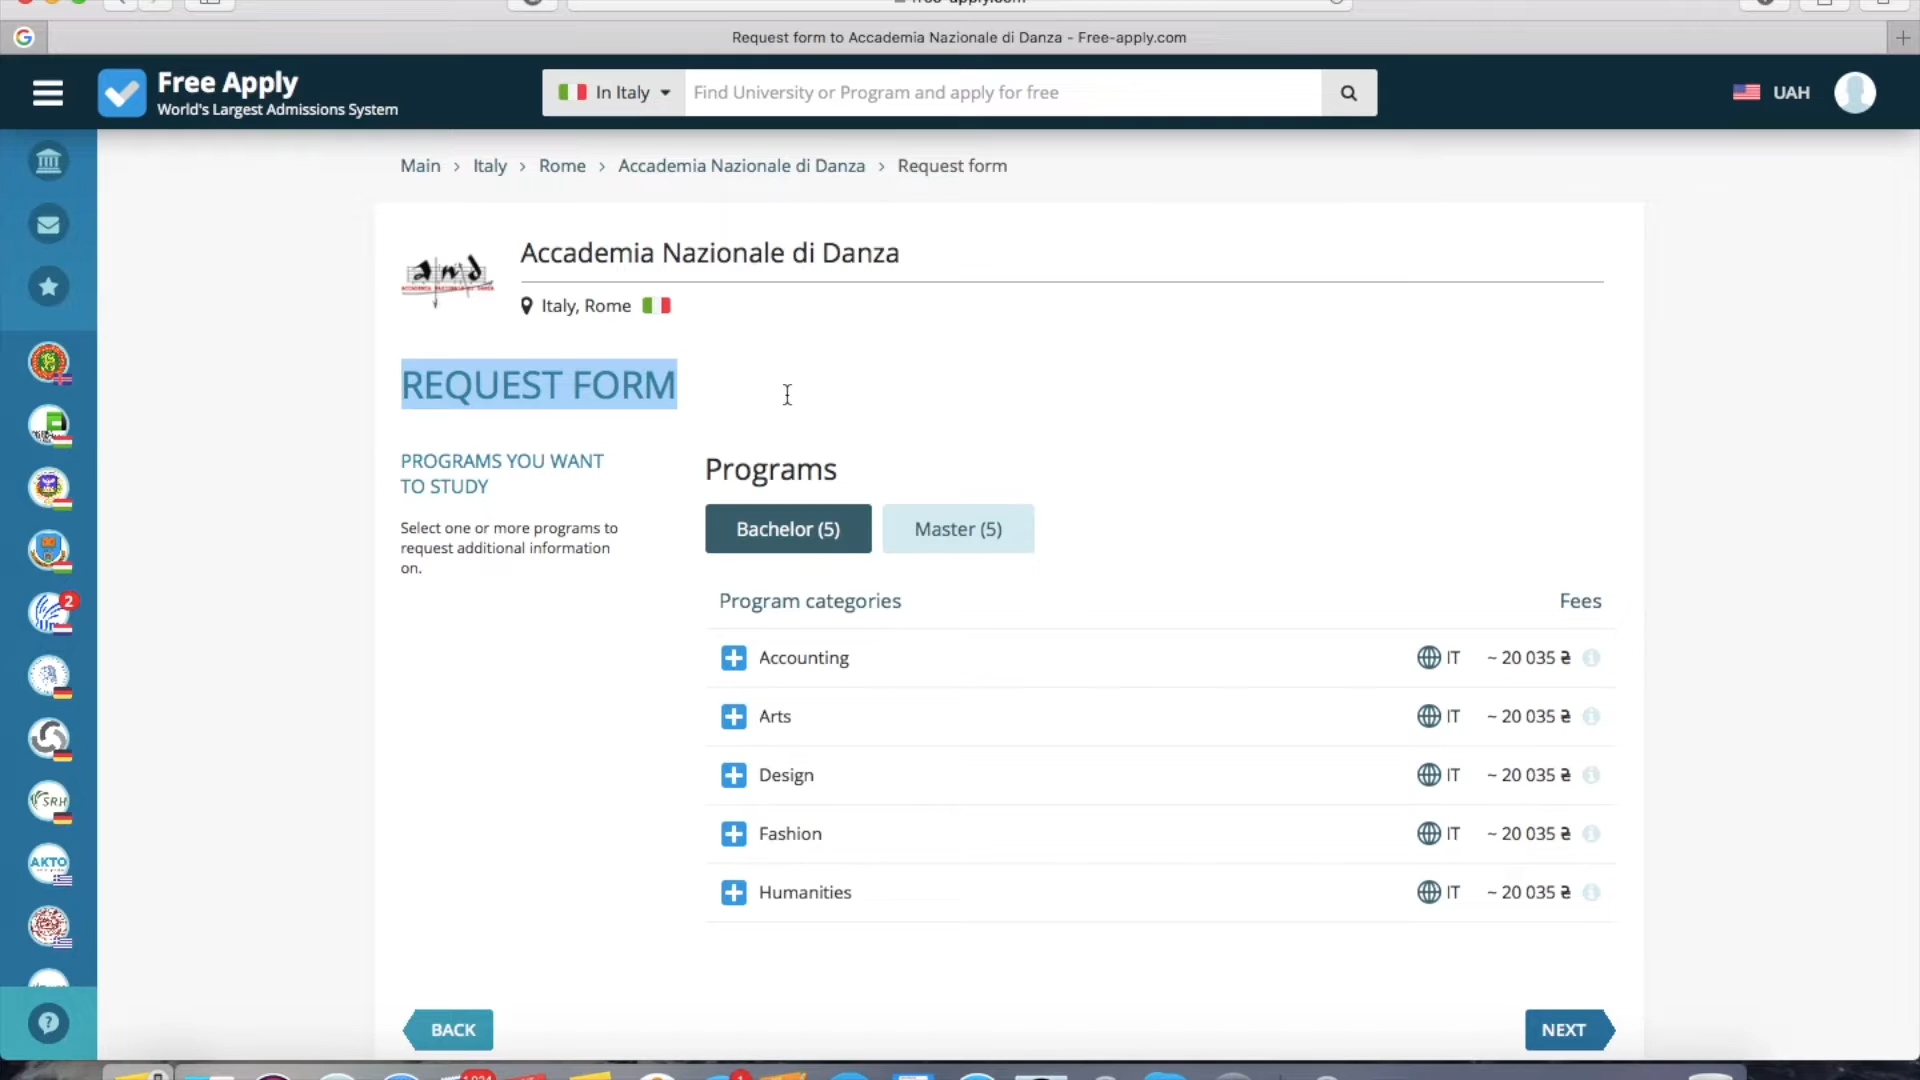 Request form to Accademia Nazionale di Danza - Free-apply.com
Free Apply
World's Largest Admissions System
In Italy
Find University or Program and apply for free
UAH
Main > Italy > Rome > Accademia Nazionale di Danza > Request form
Accademia Nazionale di Danza
Italy, Rome
REQUEST FORM
PROGRAMS YOU WANT
TO STUDY
Select one or more programs to
request additional information
on.
Programs
Bachelor (5)
Master (5)
Program categories
Fees
Accounting
IT
~ 20 035 ₴
Arts
IT
~ 20 035 ₴
Design
IT
~ 20 035 ₴
Fashion
IT
~ 20 035 ₴
Humanities
IT
~ 20 035 ₴
2
SRH
AKTO
BACK
NEXT